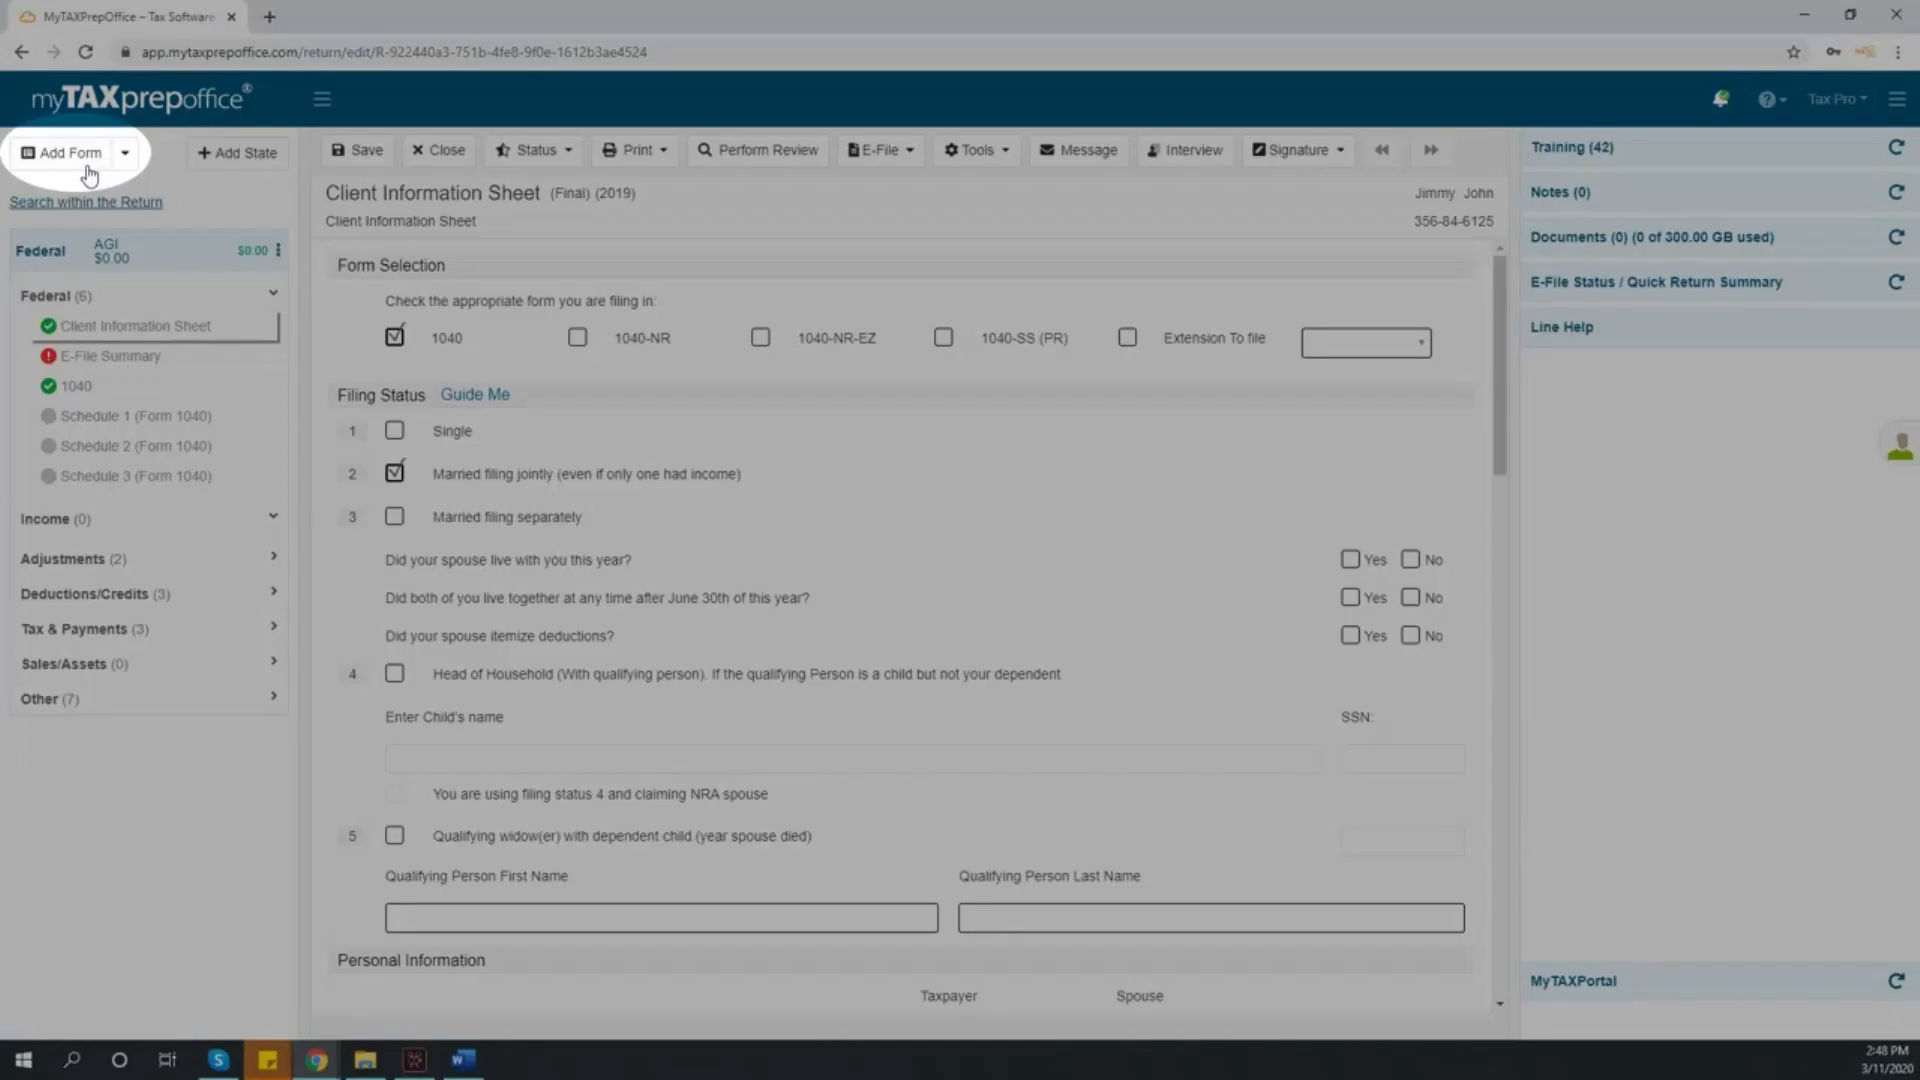 MyTAXPrepOffice – Tax Software
app.mytaxprepoffice.com/return/edit/R-922440a3-751b-4fe8-9f0e-1612b3ae4524
myTAXprepoffice®
Tax Pro
Add Form
Add State
Save
Close
Status
Print
Perform Review
E-File
Tools
Message
Interview
Signature
Search within the Return
Client Information Sheet (Final) (2019)
Jimmy John
Client Information Sheet
356-84-6125
Federal
AGI
$0.00
$0.00
Federal (6)
Client Information Sheet
E-File Summary
1040
Schedule 1 (Form 1040)
Schedule 2 (Form 1040)
Schedule 3 (Form 1040)
Income (0)
Adjustments (2)
Deductions/Credits (3)
Tax & Payments (3)
Sales/Assets (0)
Other (7)
Form Selection
Check the appropriate form you are filing in:
1040
1040-NR
1040-NR-EZ
1040-SS (PR)
Extension To file
Filing Status Guide Me
1 Single
2 Married filing jointly (even if only one had income)
3 Married filing separately
Did your spouse live with you this year? Yes No
Did both of you live together at any time after June 30th of this year? Yes No
Did your spouse itemize deductions? Yes No
4 Head of Household (With qualifying person). If the qualifying Person is a child but not your dependent
Enter Child's name SSN:
You are using filing status 4 and claiming NRA spouse
5 Qualifying widow(er) with dependent child (year spouse died)
Qualifying Person First Name Qualifying Person Last Name
Personal Information
Taxpayer Spouse
Training (42)
Notes (0)
Documents (0) (0 of 300.00 GB used)
E-File Status / Quick Return Summary
Line Help
MyTAXPortal
2:48 PM
3/11/2020